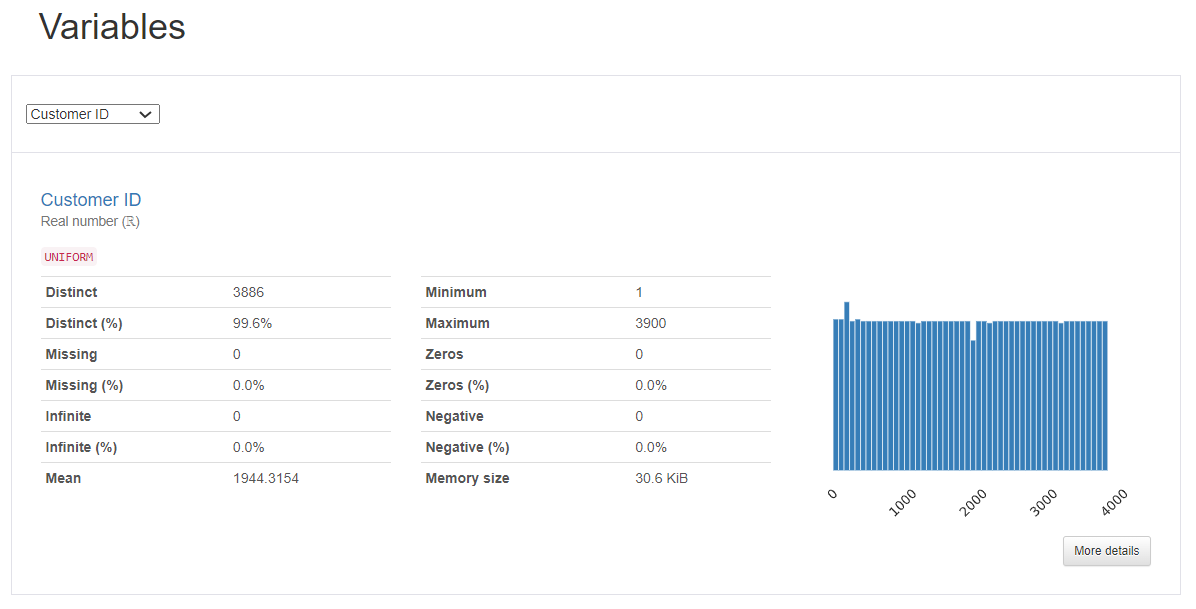 Variables
Customer ID
Customer ID
Real number (ℝ)
UNIFORM
Distinct 3886
Distinct (%) 99.6%
Missing 0
Missing (%) 0.0%
Infinite 0
Infinite (%) 0.0%
Mean 1944.3154
Minimum 1
Maximum 3900
Zeros 0
Zeros (%) 0.0%
Negative 0
Negative (%) 0.0%
Memory size 30.6 KiB
0 1000 2000 3000 4000
More details